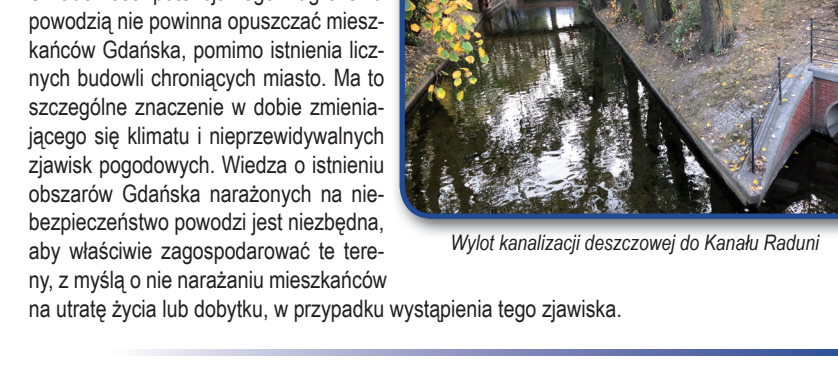 powodzią nie powinna opuszczać miesz-
kańców Gdańska, pomimo istnienia licz-
nych budowli chroniących miasto. Ma to
szczególne znaczenie w dobie zmienia-
jącego się klimatu i nieprzewidywalnych
zjawisk pogodowych. Wiedza o istnieniu
obszarów Gdańska narażonych na nie-
bezpieczeństwo powodzi jest niezbędna,
aby właściwie zagospodarować te tere-
ny, z myślą o nie narażaniu mieszkańców
na utratę życia lub dobytku, w przypadku wystąpienia tego zjawiska.
Wylot kanalizacji deszczowej do Kanału Raduni